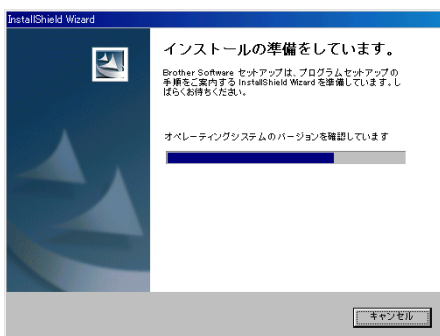 InstallShield Wizard
インストールの準備をしています。
Brother Software セットアップは、プログラムセットアップの
手順をご案内する InstallShield Wizard を準備しています。し
ばらくお待ちください。
オペレーティングシステムのバージョンを確認しています
キャンセル